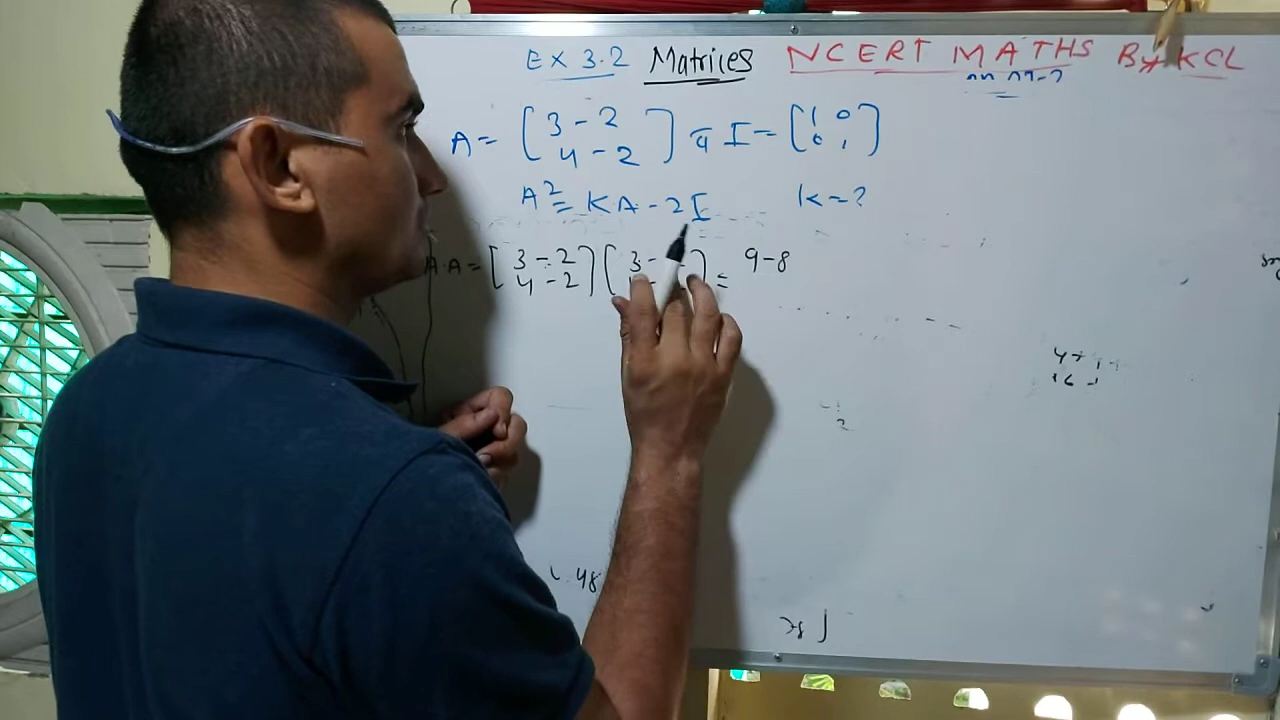 EX 3.2 Matrices NCERT MATHS By KCL
A = [ 3 - 2
4 - 2 ] I = [ 1 0
0 1 ]
A² = KA - 2I k = ?
A·A = [ 3 - 2
4 - 2 ] [ 3 - = 9 - 8
48